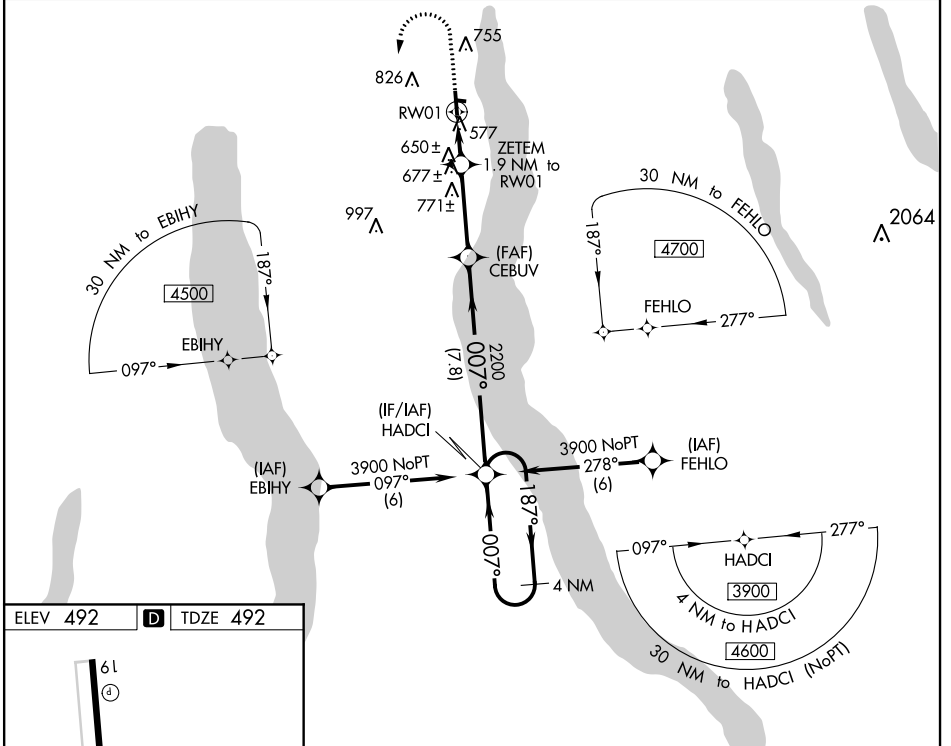 755
826
RW01
577
650±
ZETEM
1.9 NM to
RW01
677±
771±
997
(FAF)
CEBUV
30 NM to EBIHY
187°
4500
EBIHY
097°
30 NM to FEHLO
187°
4700
FEHLO
277°
2064
2200
007°
(7.8)
(IF/IAF)
HADCI
(IAF)
EBIHY
3900 NoPT
097°
(6)
3900 NoPT
278°
(6)
(IAF)
FEHLO
187°
007°
4 NM
097°
277°
HADCI
3900
4 NM to HADCI
4600
30 NM to HADCI (NoPT)
ELEV 492
D
TDZE 492
19
P